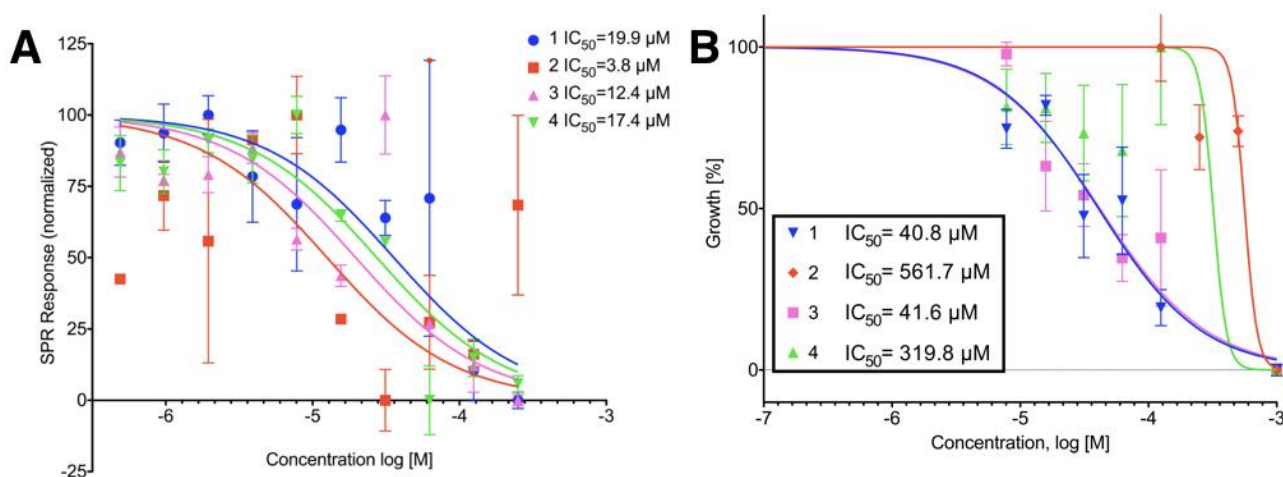 A
125
100
75
50
25
0
-25
SPR Response (normalized)
-6
-5
-4
-3
Concentration log [M]
1 IC50=19.9 µM
2 IC50=3.8 µM
3 IC50=12.4 µM
4 IC50=17.4 µM
B
100
50
0
Growth [%]
1 IC50= 40.8 µM
2 IC50= 561.7 µM
3 IC50= 41.6 µM
4 IC50= 319.8 µM
-7
-6
-5
-4
-3
Concentration, log [M]